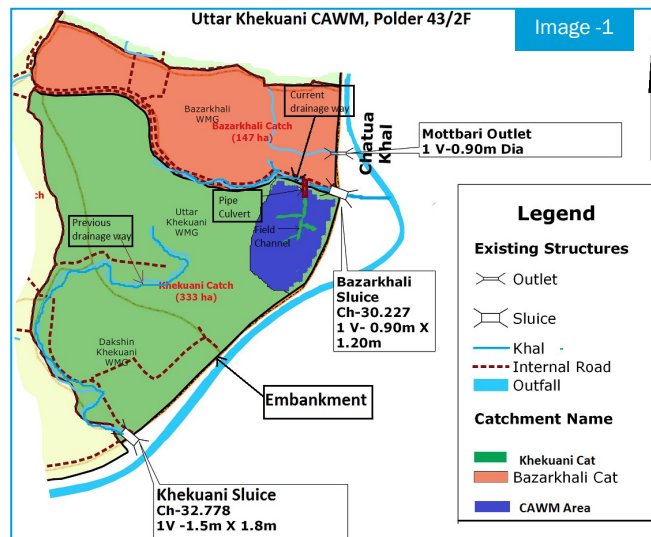 Uttar Khekuani CAWM, Polder 43/2F
Image -1
Current
drainage way
Bazarkhali
WMG
Bazarkhali Catch
(147 ha)
Chatua
Khal
Mottbari Outlet
1 V-0.90m Dia
ch
Pipe
Culvert
Uttar
Khekuani
WMG
Field
Channel
Previous
drainage way
Khekuani Catch
(333 ha)
Bazarkhali
Sluice
Ch-30.227
1 V- 0.90m X
1.20m
Dakshin
Khekuani
WMG
Embankment
Khekuani Sluice
Ch-32.778
1V -1.5m X 1.8m
Legend
Existing Structures
Outlet
Sluice
Khal
Internal Road
Outfall
Catchment Name
Khekuani Cat
Bazarkhali Cat
CAWM Area